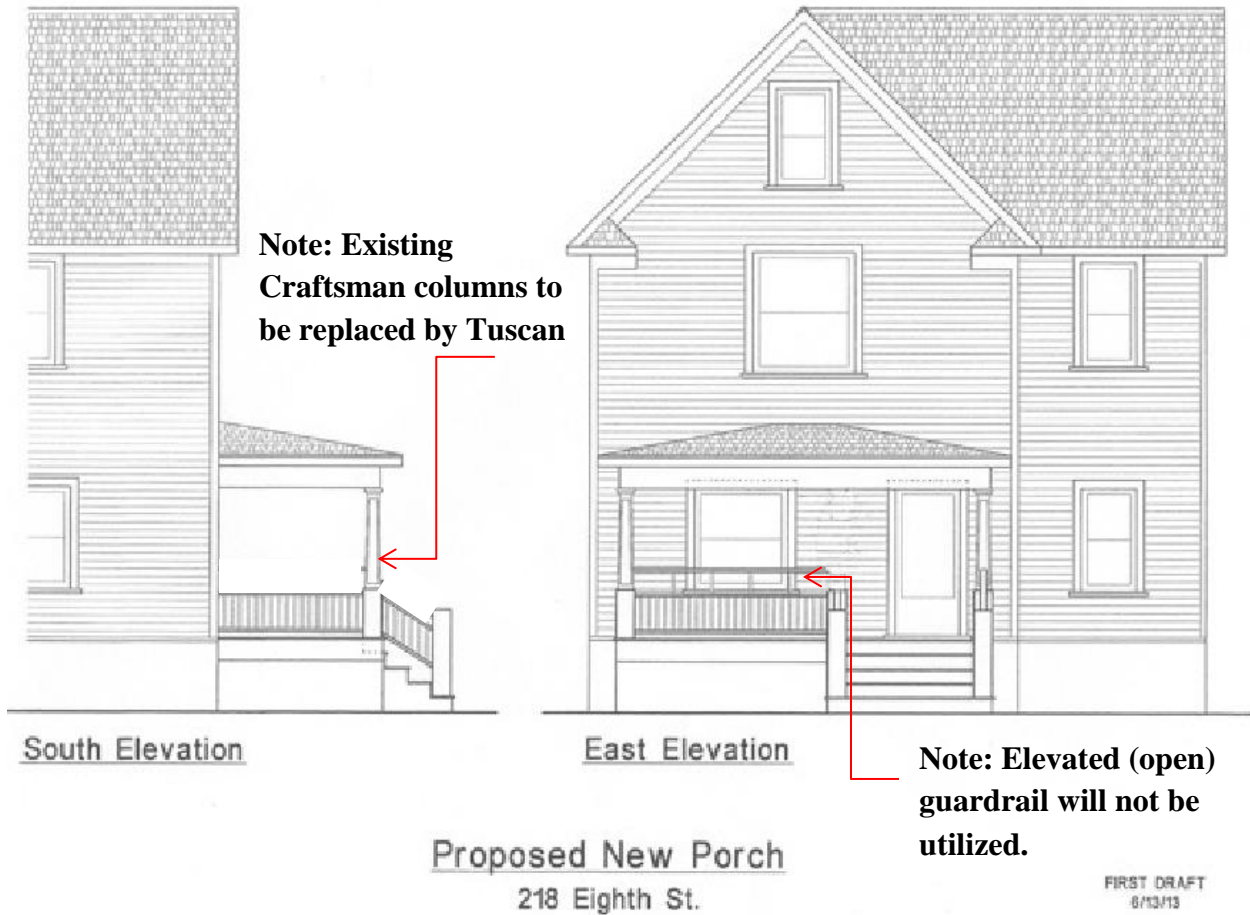 Note: Existing
Craftsman columns to
be replaced by Tuscan
South Elevation
East Elevation
Note: Elevated (open)
guardrail will not be
utilized.
Proposed New Porch
218 Eighth St.
FIRST DRAFT
6/13/13